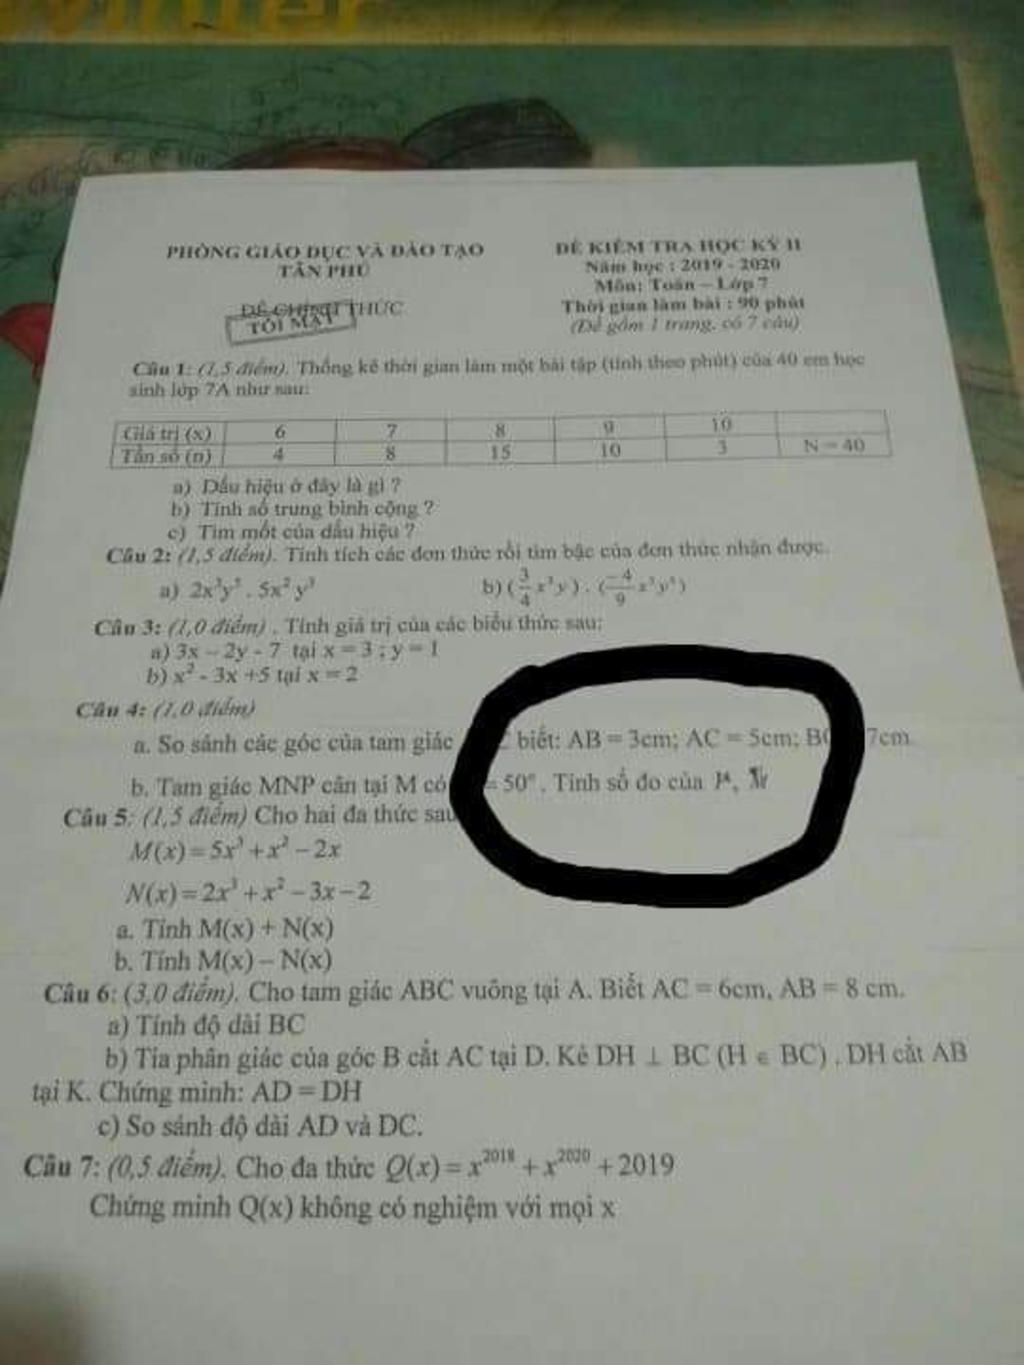 Winter
PHÒNG GIÁO DỤC VÀ ĐÀO TẠO
TÂN PHÚ
ĐỀ CHÍNH THỨC
TỐI MẬT
ĐỀ KIỂM TRA HỌC KỲ II
Năm học : 2019 - 2020
Môn: Toán – Lớp 7
Thời gian làm bài : 90 phút
(Đề gồm 1 trang, có 7 câu)
Câu 1: (1,5 điểm). Thống kê thời gian làm một bài tập (tính theo phút) của 40 em học
sinh lớp 7A như sau:
Giá trị (x) 6 7 8 9 10
Tần số (n) 4 8 15 10 3 N = 40
a) Dấu hiệu ở đây là gì ?
b) Tính số trung bình cộng ?
c) Tìm mốt của dấu hiệu ?
Câu 2: (1,5 điểm). Tính tích các đơn thức rồi tìm bậc của đơn thức nhận được.
a) . 5x² y³ b)
Câu 3: (1,0 điểm) . Tính giá trị của các biểu thức sau:
a) 3x – 2y - 7 tại x = 3 ; y = 1
b) x² - 3x +5 tại x = 2
Câu 4: (1,0 điểm)
a. So sánh các góc của tam giác biết: AB = 3cm; AC = 5cm; 7cm
b. Tam giác MNP cân tại M có = 50°. Tính số đo của
Câu 5: (1,5 điểm) Cho hai đa thức sau
M(x) = 5x³ + x² – 2x
N(x) = 2x³ + x² – 3x – 2
a. Tính M(x) + N(x)
b. Tính M(x) – N(x)
Câu 6: (3,0 điểm). Cho tam giác ABC vuông tại A. Biết AC = 6cm, AB = 8 cm.
a) Tính độ dài BC
b) Tia phân giác của góc B cắt AC tại D. Kẻ DH ⊥ BC (H ∈ BC) . DH cắt AB
tại K. Chứng minh: AD = DH
c) So sánh độ dài AD và DC.
Câu 7: (0,5 điểm). Cho đa thức Q(x) = x²⁰¹⁸ + x²⁰²⁰ + 2019
Chứng minh Q(x) không có nghiệm với mọi x